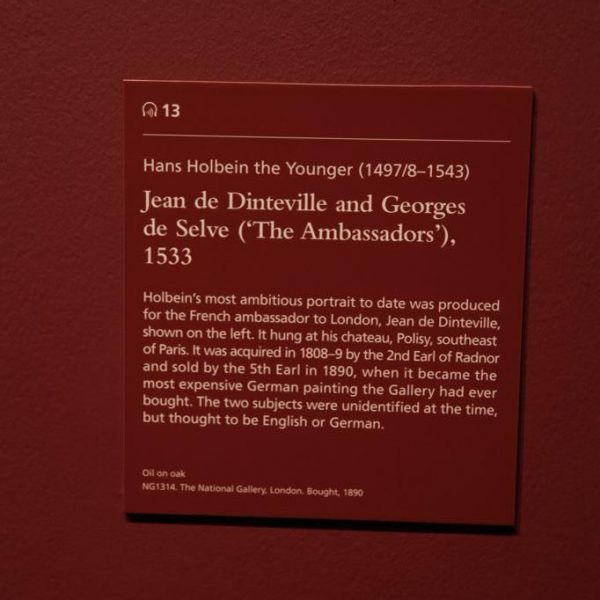 13
Hans Holbein the Younger (1497/8–1543)
Jean de Dinteville and Georges
de Selve (‘The Ambassadors’),
1533
Holbein’s most ambitious portrait to date was produced
for the French ambassador to London, Jean de Dinteville,
shown on the left. It hung at his chateau, Polisy, southeast
of Paris. It was acquired in 1808–9 by the 2nd Earl of Radnor
and sold by the 5th Earl in 1890, when it became the
most expensive German painting the Gallery had ever
bought. The two subjects were unidentified at the time,
but thought to be English or German.
Oil on oak
NG1314. The National Gallery, London. Bought, 1890